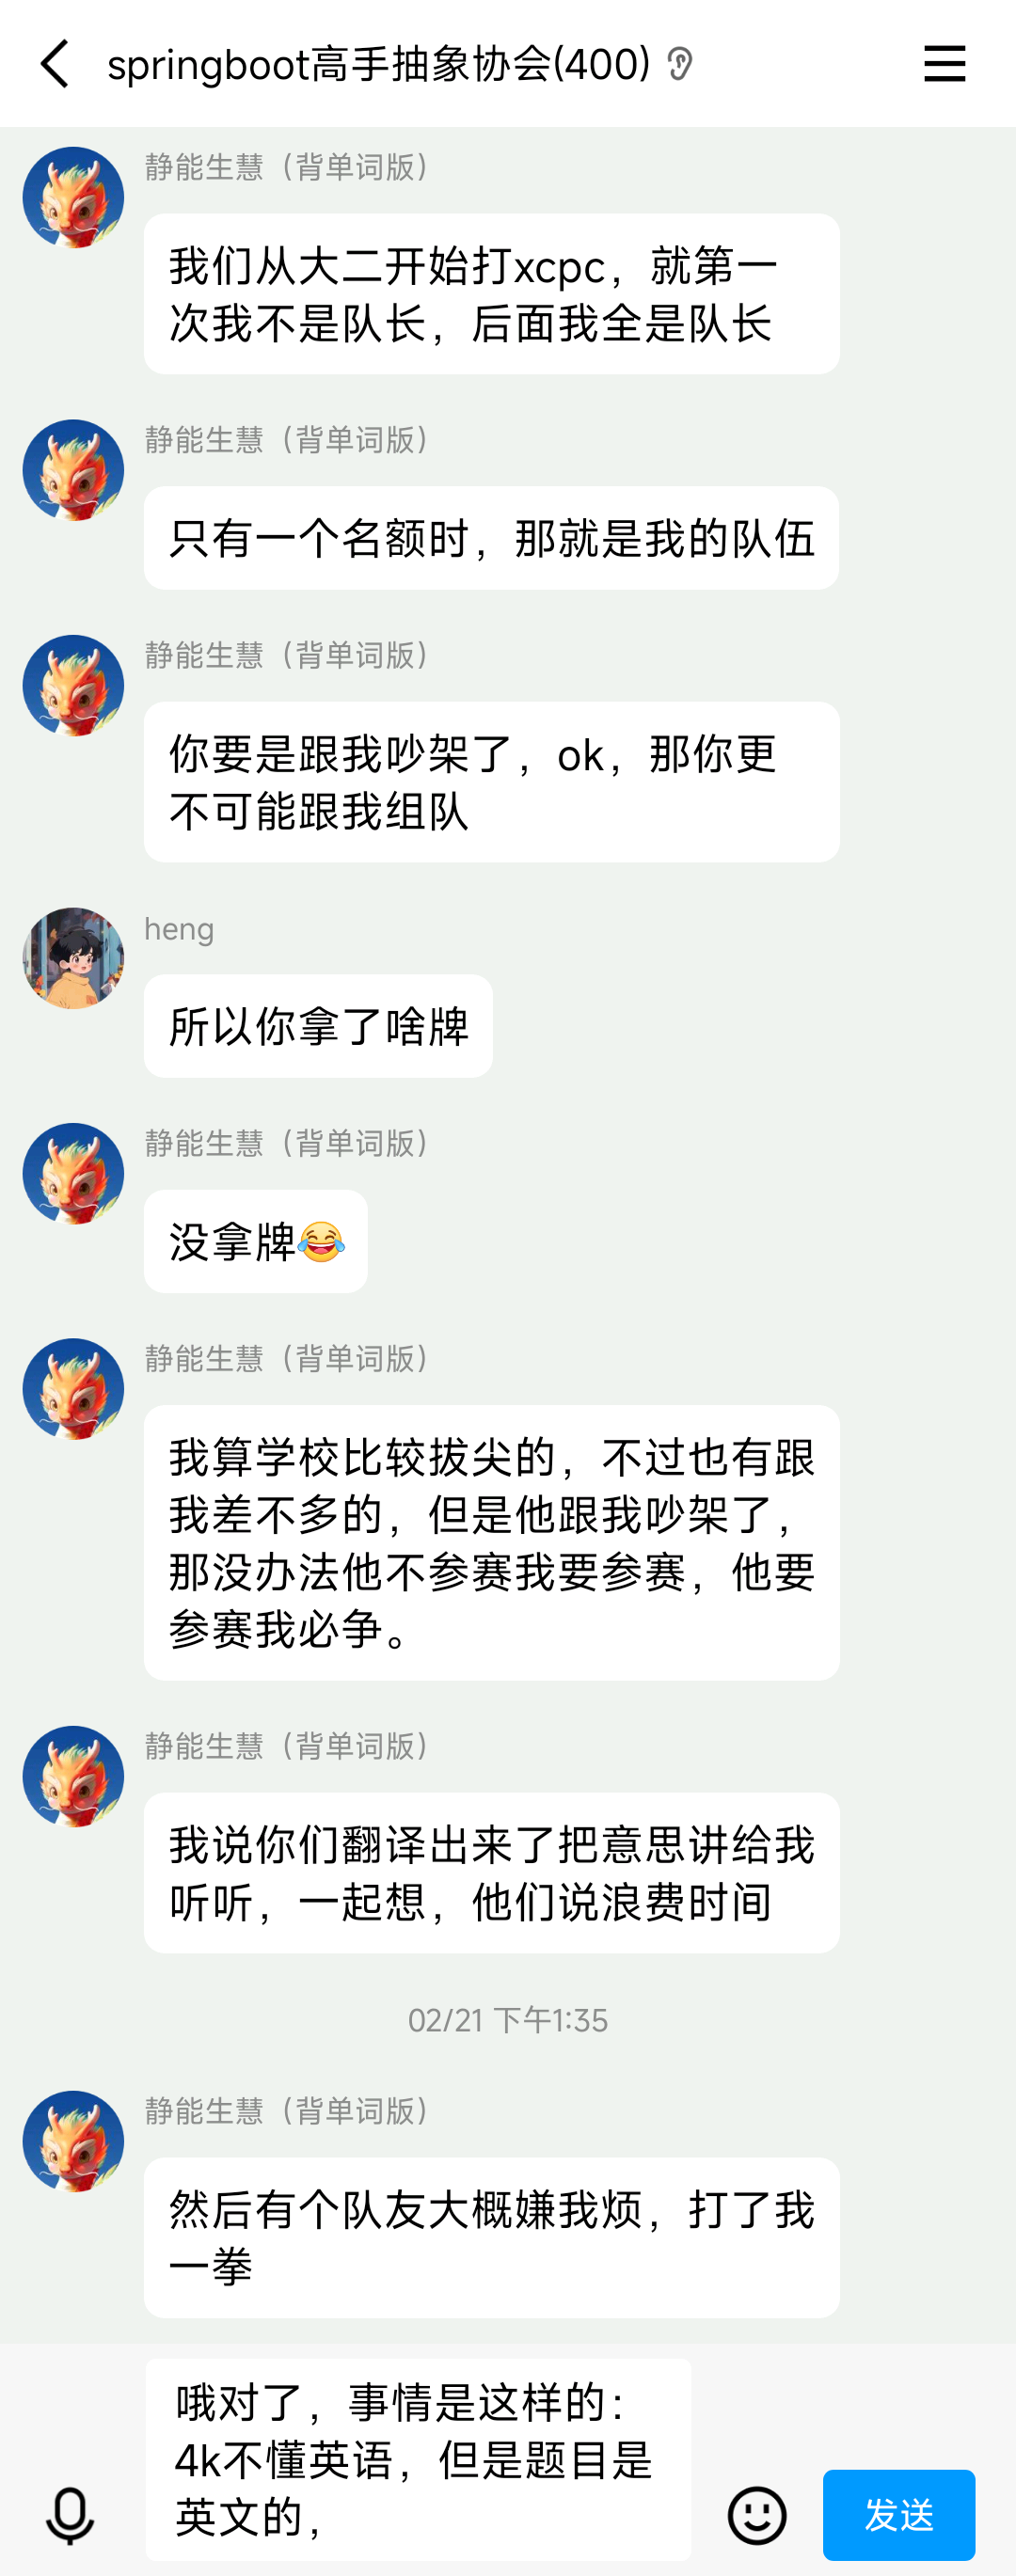 springboot高手抽象协会(400)
静能生慧（背单词版）
我们从大二开始打xcpc，就第一
次我不是队长，后面我全是队长
静能生慧（背单词版）
只有一个名额时，那就是我的队伍
静能生慧（背单词版）
你要是跟我吵架了，ok，那你更
不可能跟我组队
heng
所以你拿了啥牌
静能生慧（背单词版）
没拿牌😂
静能生慧（背单词版）
我算学校比较拔尖的，不过也有跟
我差不多的，但是他跟我吵架了，
那没办法他不参赛我要参赛，他要
参赛我必争。
静能生慧（背单词版）
我说你们翻译出来了把意思讲给我
听听，一起想，他们说浪费时间
02/21 下午1:35
静能生慧（背单词版）
然后有个队友大概嫌我烦，打了我
一拳
哦对了，事情是这样的：
4k不懂英语，但是题目是
英文的，
发送